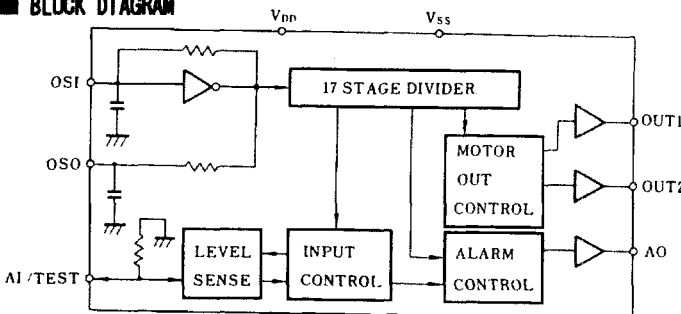 BLOCK DIAGRAM
VDD
VSS
OSI
17 STAGE DIVIDER
OUT1
OSO
MOTOR
OUT
CONTROL
OUT2
LEVEL
SENSE
INPUT
CONTROL
ALARM
CONTROL
AO
AI/TEST